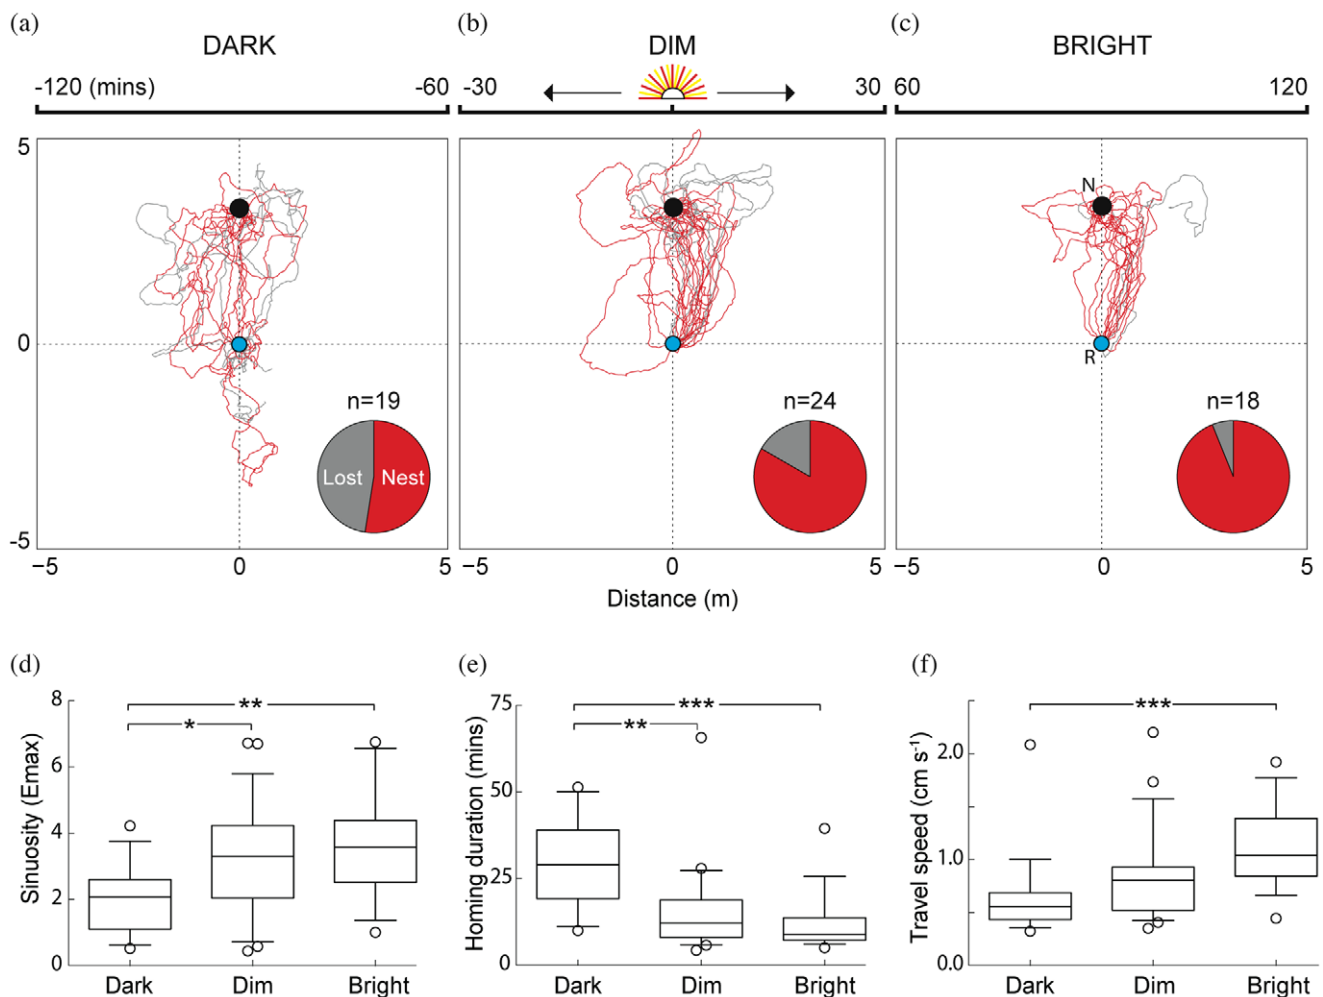 (a) (b) (c)
DARK DIM BRIGHT
-120 (mins) -60 -30 30 60 120
5
N
0
R
n=19 n=24 n=18
Lost Nest
-5
−5 0 5 −5 0 5 −5 0 5
Distance (m)
(d) (e) (f)
Sinuosity (Emax)
8
6
4
2
0
** 
*
Dark Dim Bright
Homing duration (mins)
75
50
25
0
***
**
Dark Dim Bright
Travel speed (cm s-1)
2.0
1.0
0.0
***
Dark Dim Bright